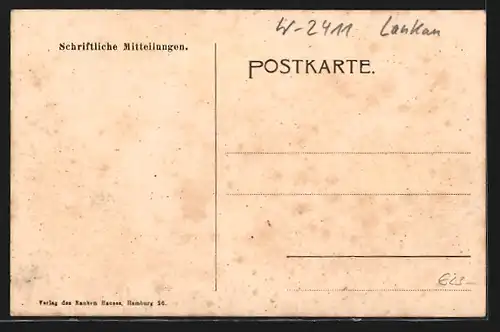 W-2411 Lankau
Schriftliche Mitteilungen.
POSTKARTE.
Verlag des Rauhen Hauses, Hamburg 26.